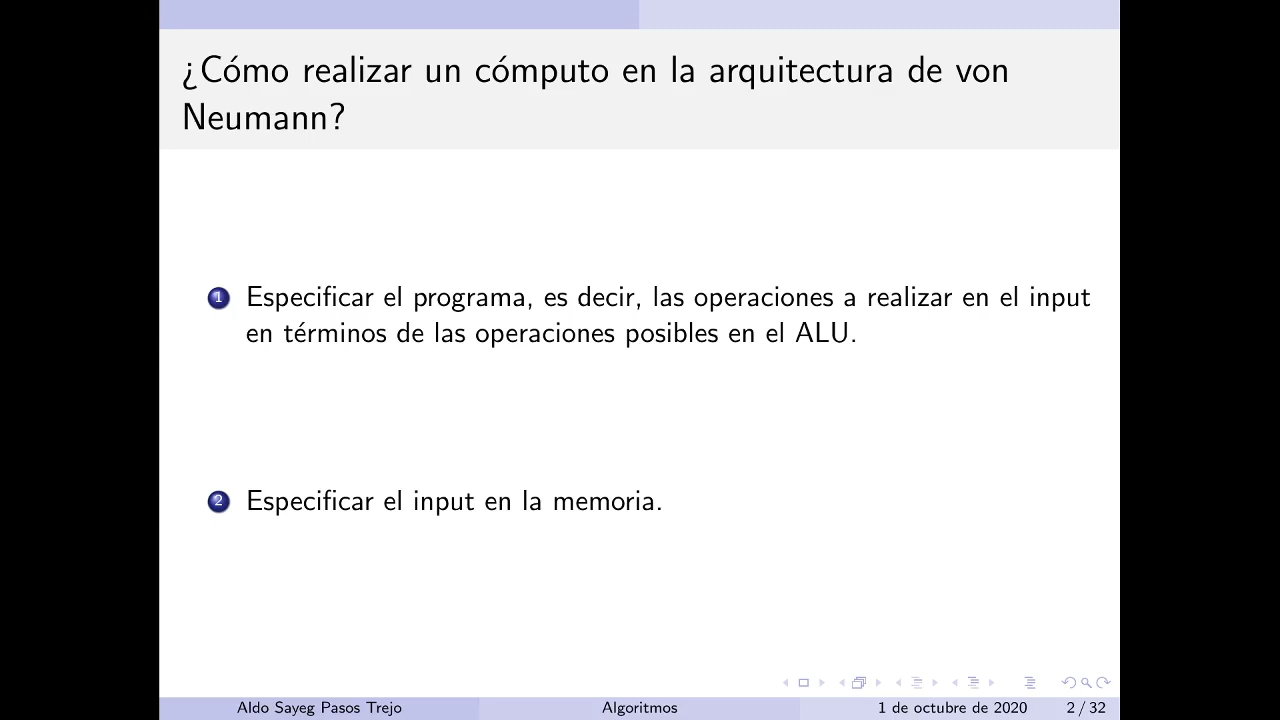 ¿Cómo realizar un cómputo en la arquitectura de von
Neumann?
1 Especificar el programa, es decir, las operaciones a realizar en el input
en términos de las operaciones posibles en el ALU.
2 Especificar el input en la memoria.
Aldo Sayeg Pasos Trejo Algoritmos 1 de octubre de 2020 2 / 32